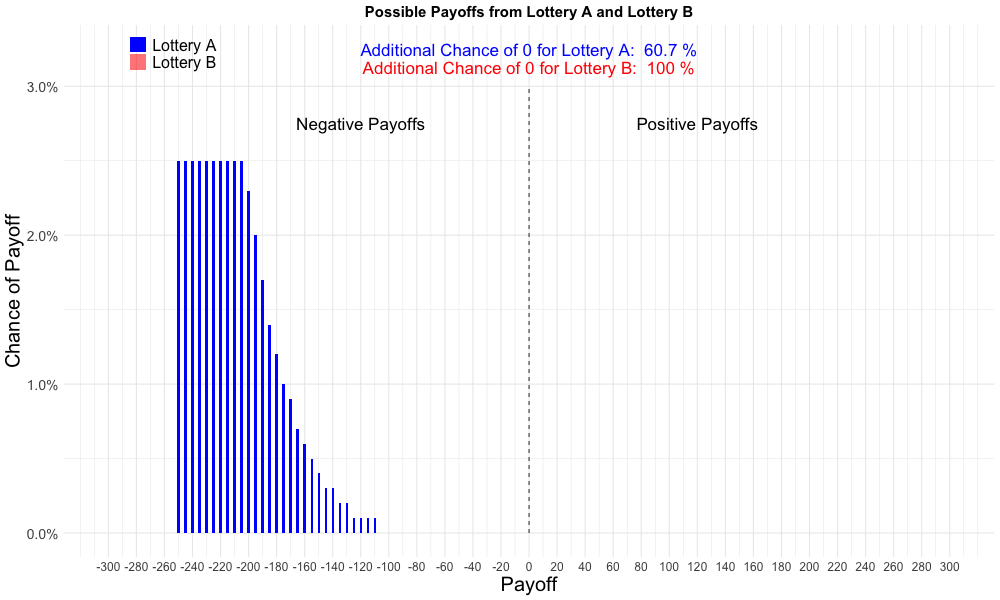 Possible Payoffs from Lottery A and Lottery B
Lottery A
Lottery B
Additional Chance of 0 for Lottery A:  60.7 %
Additional Chance of 0 for Lottery B:  100 %
Negative Payoffs
Positive Payoffs
Chance of Payoff
3.0%
2.0%
1.0%
0.0%
-300 -280 -260 -240 -220 -200 -180 -160 -140 -120 -100 -80 -60 -40 -20 0 20 40 60 80 100 120 140 160 180 200 220 240 260 280 300
Payoff